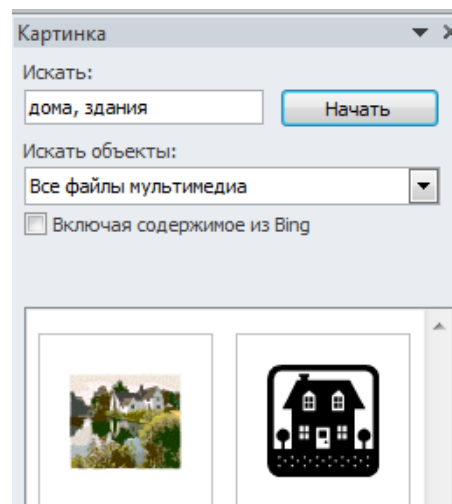 Картинка
Искать:
дома, здания
Начать
Искать объекты:
Все файлы мультимедиа
Включая содержимое из Bing